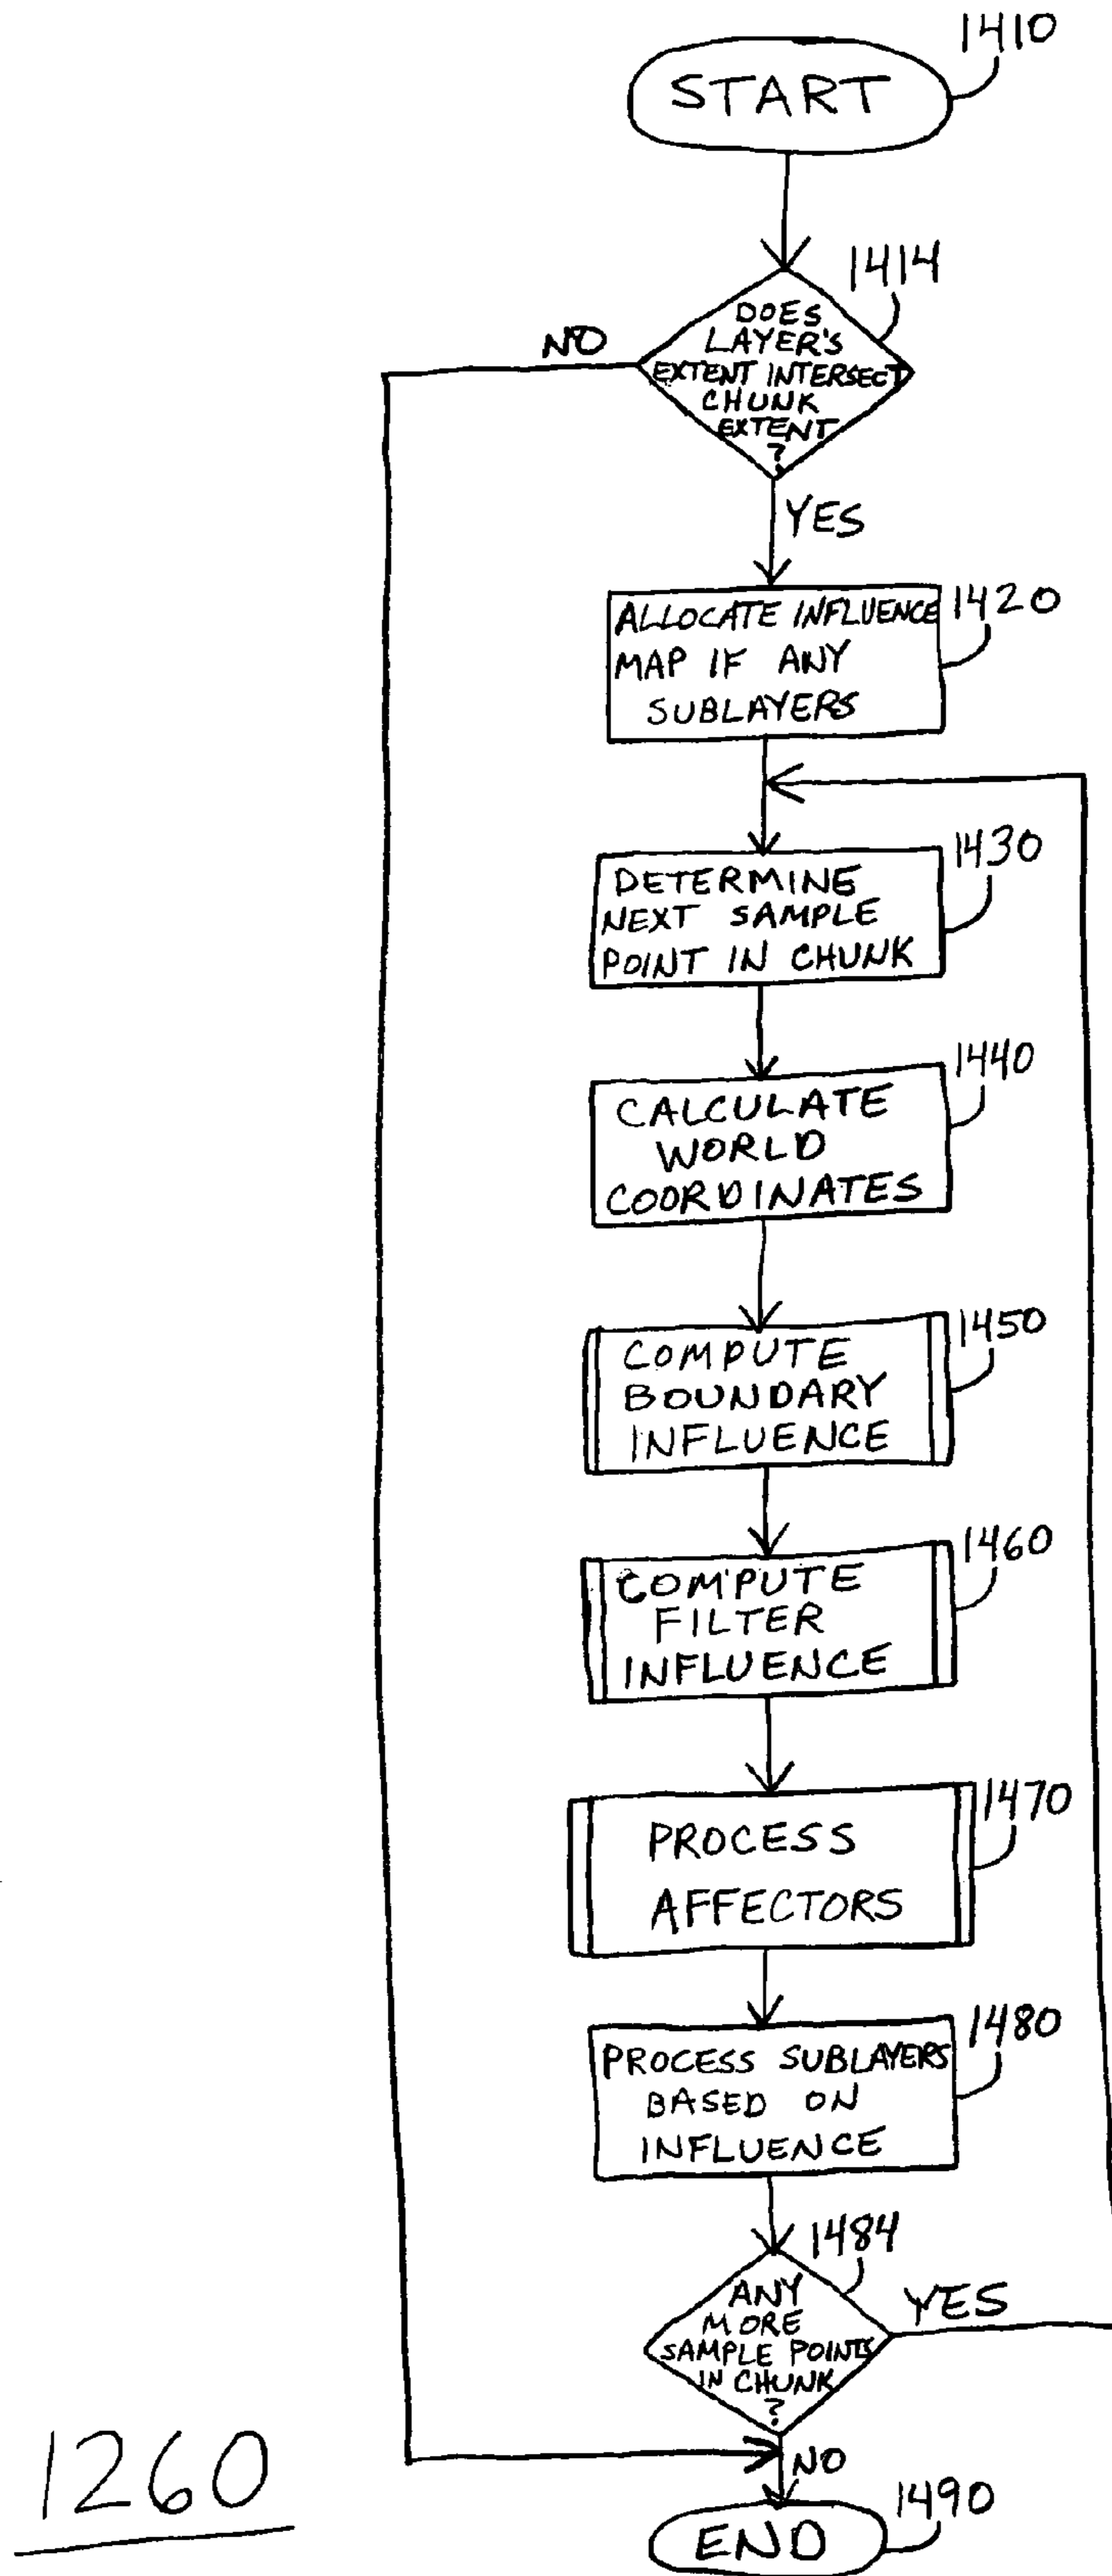 1410
START
1414
DOES
LAYER'S
EXTENT INTERSECT
CHUNK
EXTENT
?
NO
YES
1420
ALLOCATE INFLUENCE
MAP IF ANY
SUBLAYERS
1430
DETERMINE
NEXT SAMPLE
POINT IN CHUNK
1440
CALCULATE
WORLD
COORDINATES
1450
COMPUTE
BOUNDARY
INFLUENCE
1460
COMPUTE
FILTER
INFLUENCE
1470
PROCESS
AFFECTORS
1480
PROCESS SUBLAYERS
BASED ON
INFLUENCE
1484
ANY
MORE
SAMPLE POINTS
IN CHUNK
?
YES
NO
1490
END
1260